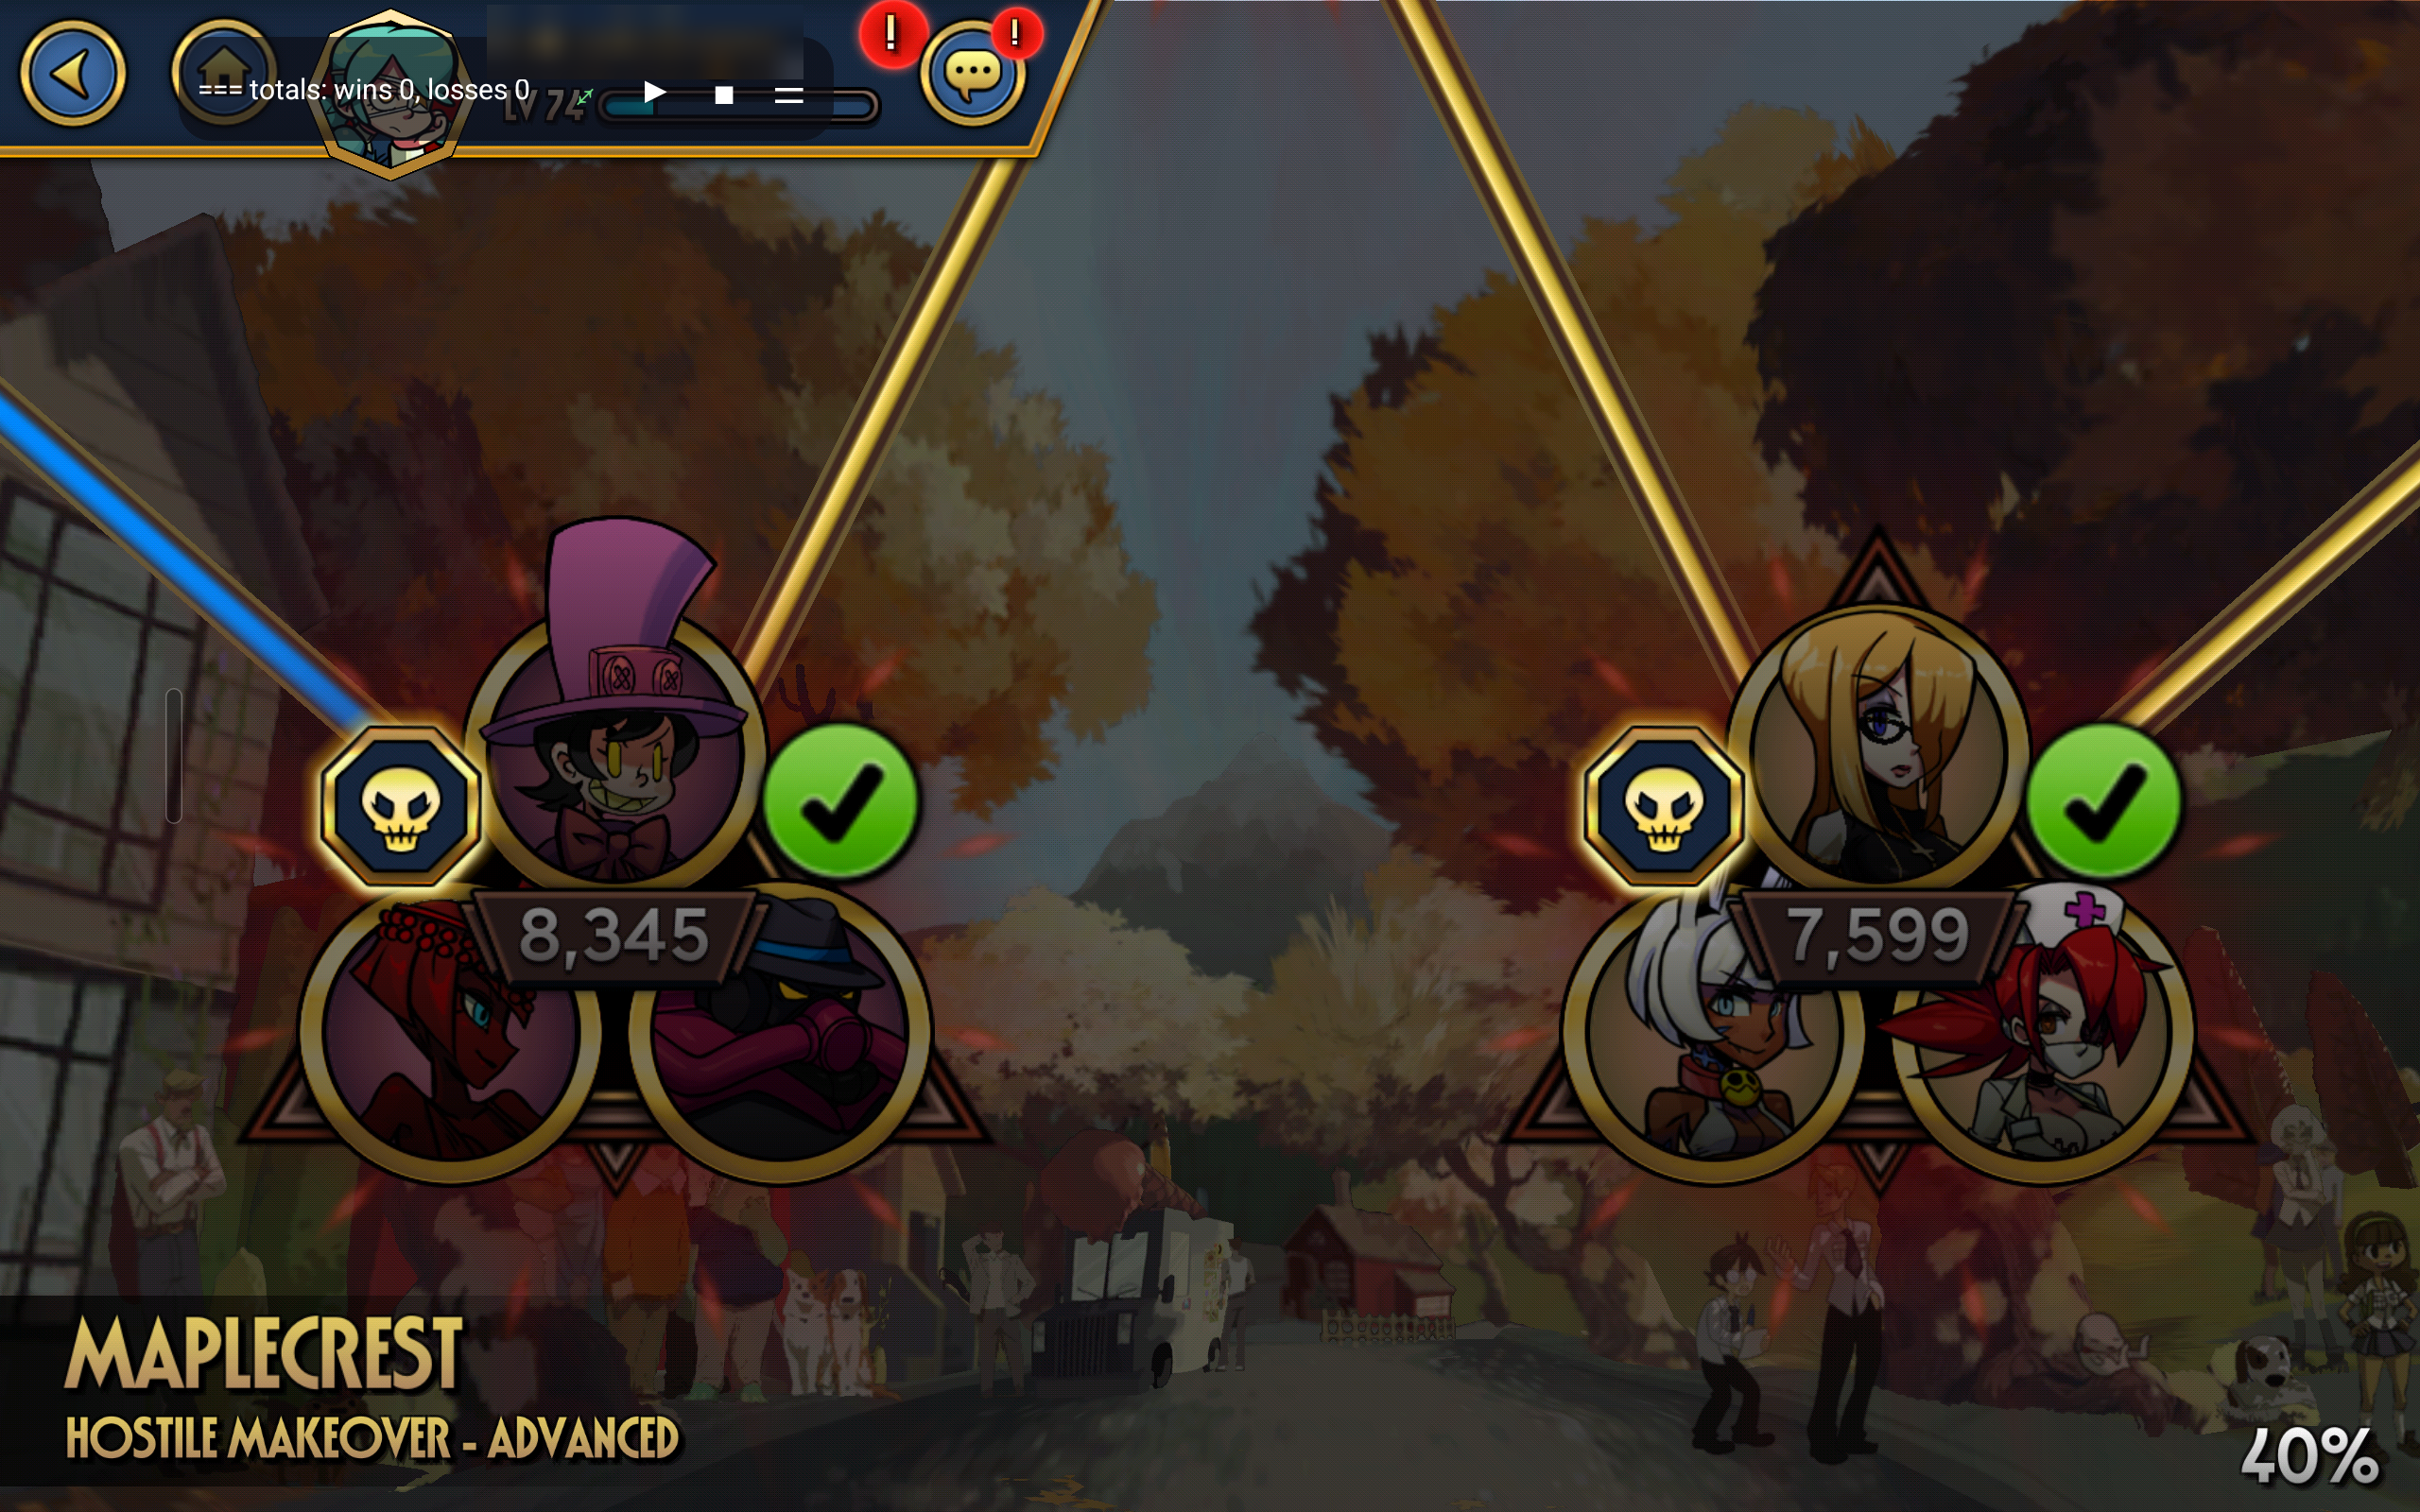 === totals: wins 0, losses 0
LV 74
8,345
7,599
MAPLECREST
HOSTILE MAKEOVER - ADVANCED
40%